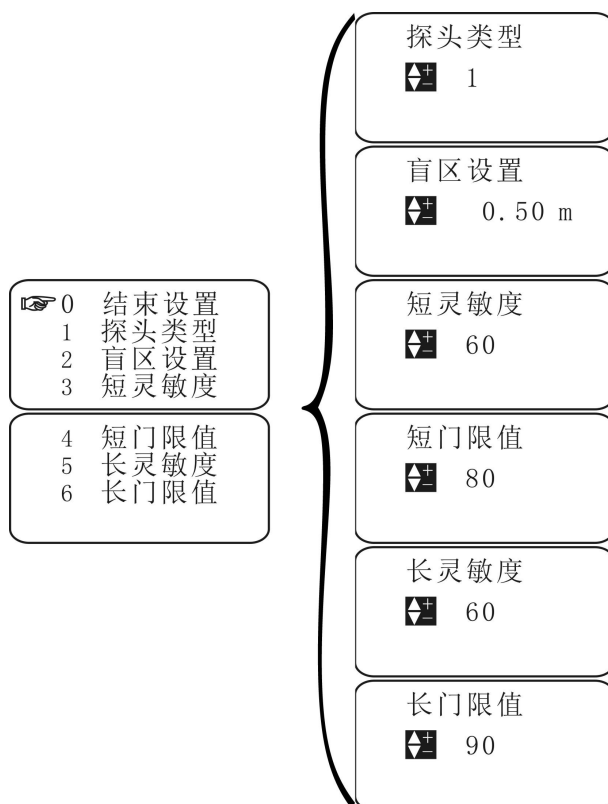 0 结束设置
1 探头类型
2 盲区设置
3 短灵敏度
4 短门限值
5 长灵敏度
6 长门限值
探头类型
+
− 1
盲区设置
+
− 0.50 m
短灵敏度
+
− 60
短门限值
+
− 80
长灵敏度
+
− 60
长门限值
+
− 90